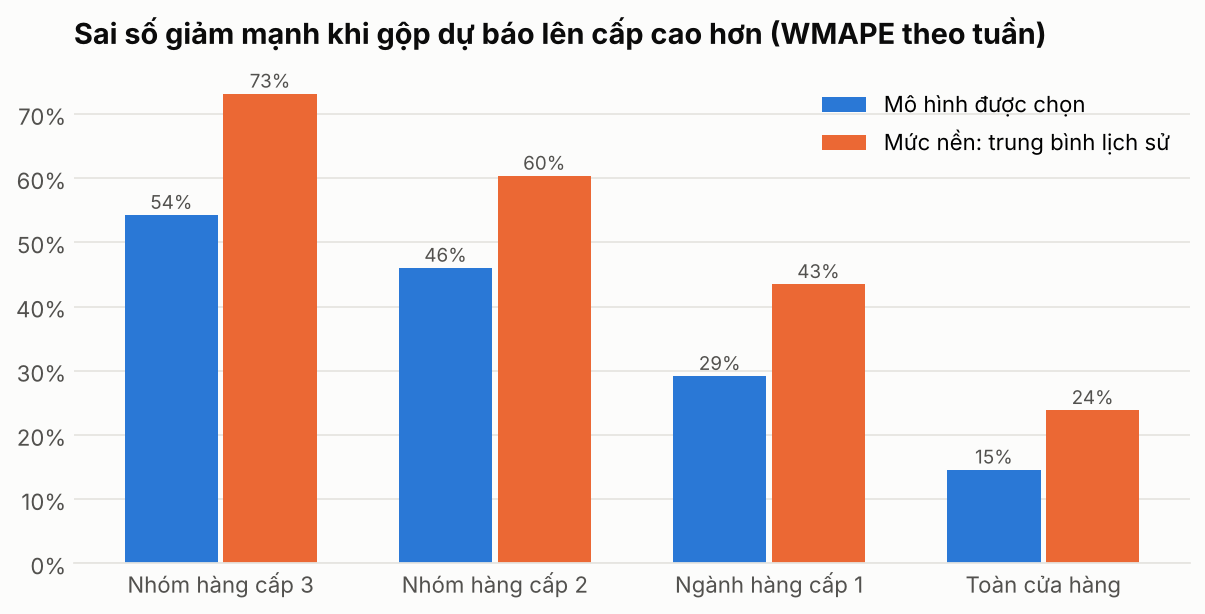 Sai số giảm mạnh khi gộp dự báo lên cấp cao hơn (WMAPE theo tuần)
Mô hình được chọn
Mức nền: trung bình lịch sử
70%
60%
50%
40%
30%
20%
10%
0%
54%
73%
46%
60%
29%
43%
15%
24%
Nhóm hàng cấp 3
Nhóm hàng cấp 2
Ngành hàng cấp 1
Toàn cửa hàng